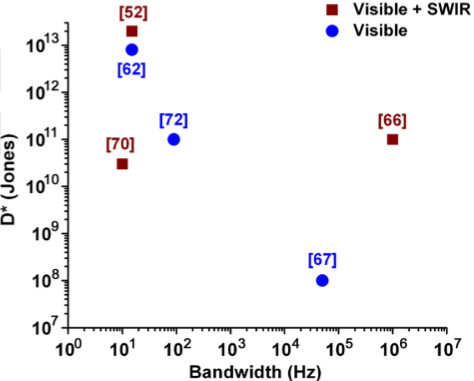 [52]
Visible + SWIR
Visible
[62]
[72]
[66]
[70]
[67]
D* (Jones)
10^13
10^12
10^11
10^10
10^9
10^8
10^7
10^0 10^1 10^2 10^3 10^4 10^5 10^6 10^7
Bandwidth (Hz)